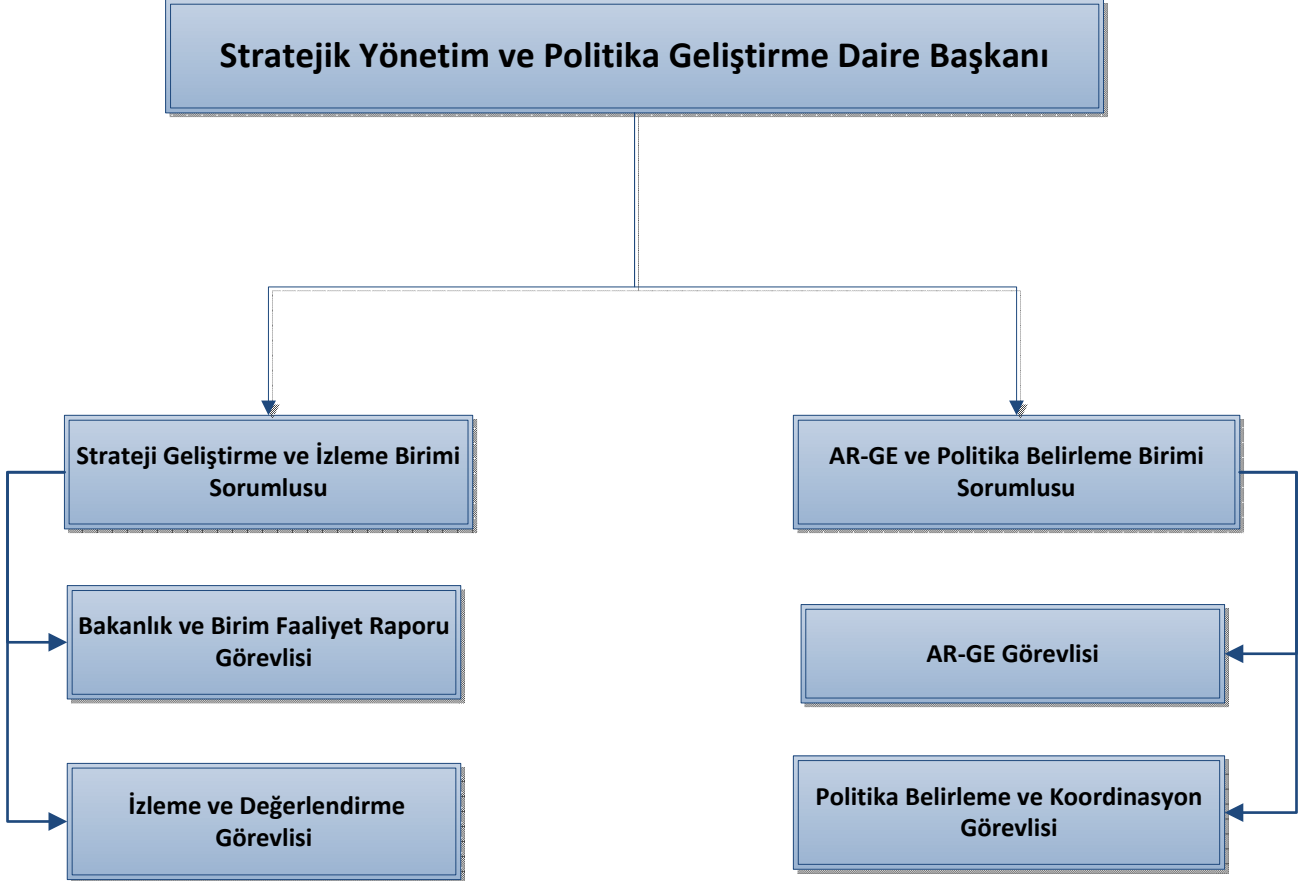 Stratejik Yönetim ve Politika Geliştirme Daire Başkanı
Strateji Geliştirme ve İzleme Birimi
Sorumlusu
AR-GE ve Politika Belirleme Birimi
Sorumlusu
Bakanlık ve Birim Faaliyet Raporu
Görevlisi
AR-GE Görevlisi
İzleme ve Değerlendirme
Görevlisi
Politika Belirleme ve Koordinasyon
Görevlisi